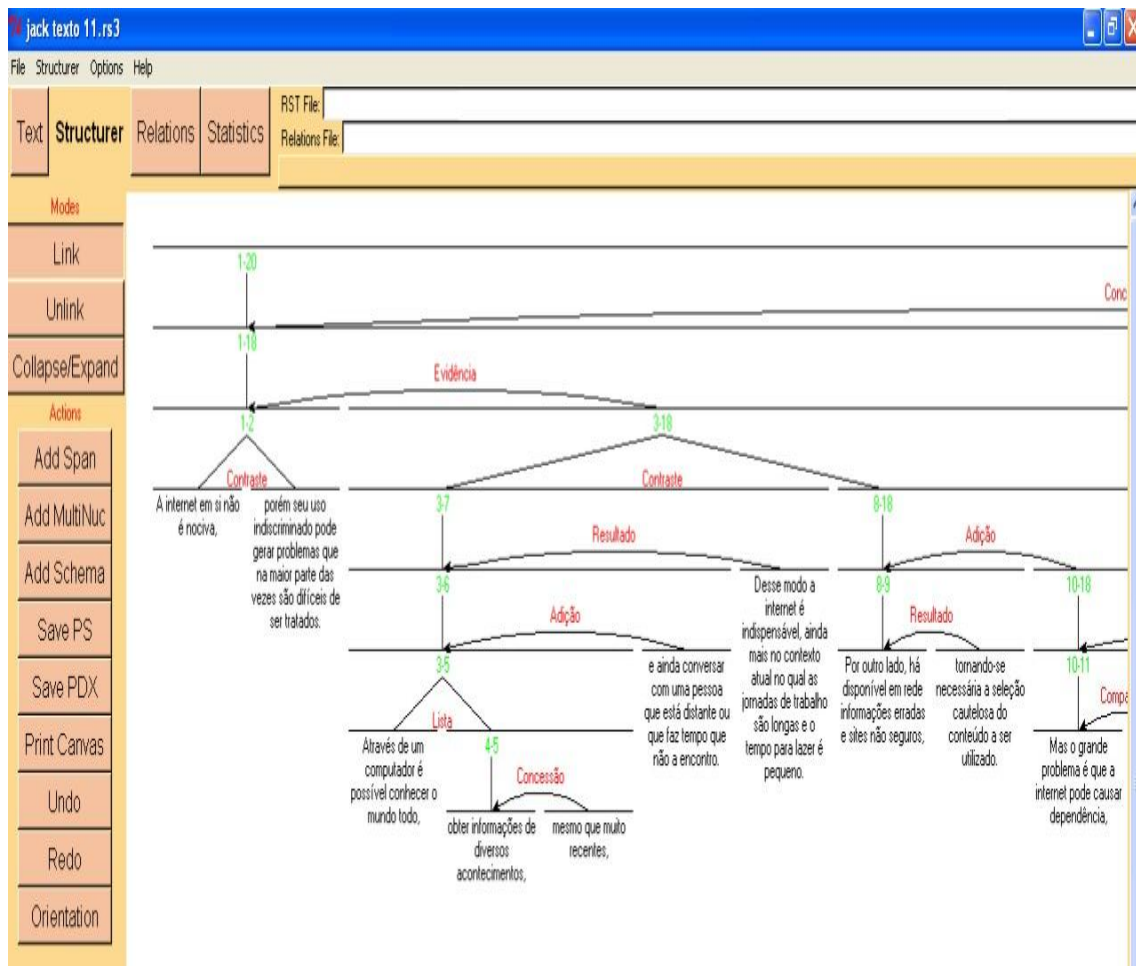 jack texto 11.rs3
File Structurer Options Help
Text
Structurer
Relations
Statistics
RST File:
Relations File:
Modes
Link
Unlink
Collapse/Expand
Actions
Add Span
Add MultiNuc
Add Schema
Save PS
Save PDX
Print Canvas
Undo
Redo
Orientation
1-20
Conc
1-18
Evidência
1-2
3-18
Contraste
Contraste
A internet em si não
é nociva,
porém seu uso
indiscriminado pode
gerar problemas que
na maior parte das
vezes são difíceis de
ser tratados.
3-7
8-18
Resultado
Adição
3-6
Desse modo a
internet é
indispensável, ainda
mais no contexto
atual no qual as
jornadas de trabalho
são longas e o
tempo para lazer é
pequeno.
8-9
10-18
Adição
Resultado
3-5
e ainda conversar
com uma pessoa
que está distante ou
que faz tempo que
não a encontro.
Por outro lado, há
disponível em rede
informações erradas
e sites não seguros,
tornando-se
necessária a seleção
cautelosa do
conteúdo a ser
utilizado.
10-11
Compa
Lista
Através de um
computador é
possível conhecer o
mundo todo,
4-5
Mas o grande
problema é que a
internet pode causar
dependência,
Concessão
obter informações de
diversos
acontecimentos,
mesmo que muito
recentes,